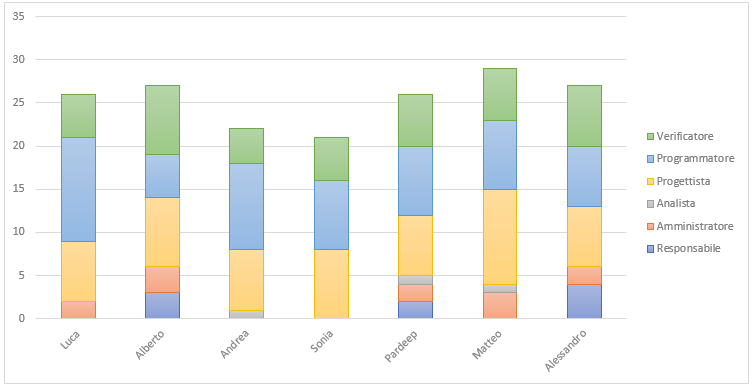 35
30
25
20
15
10
5
0
Luca
Alberto
Andrea
Sonia
Pardeep
Matteo
Alessandro
Verificatore
Programmatore
Progettista
Analista
Amministratore
Responsabile